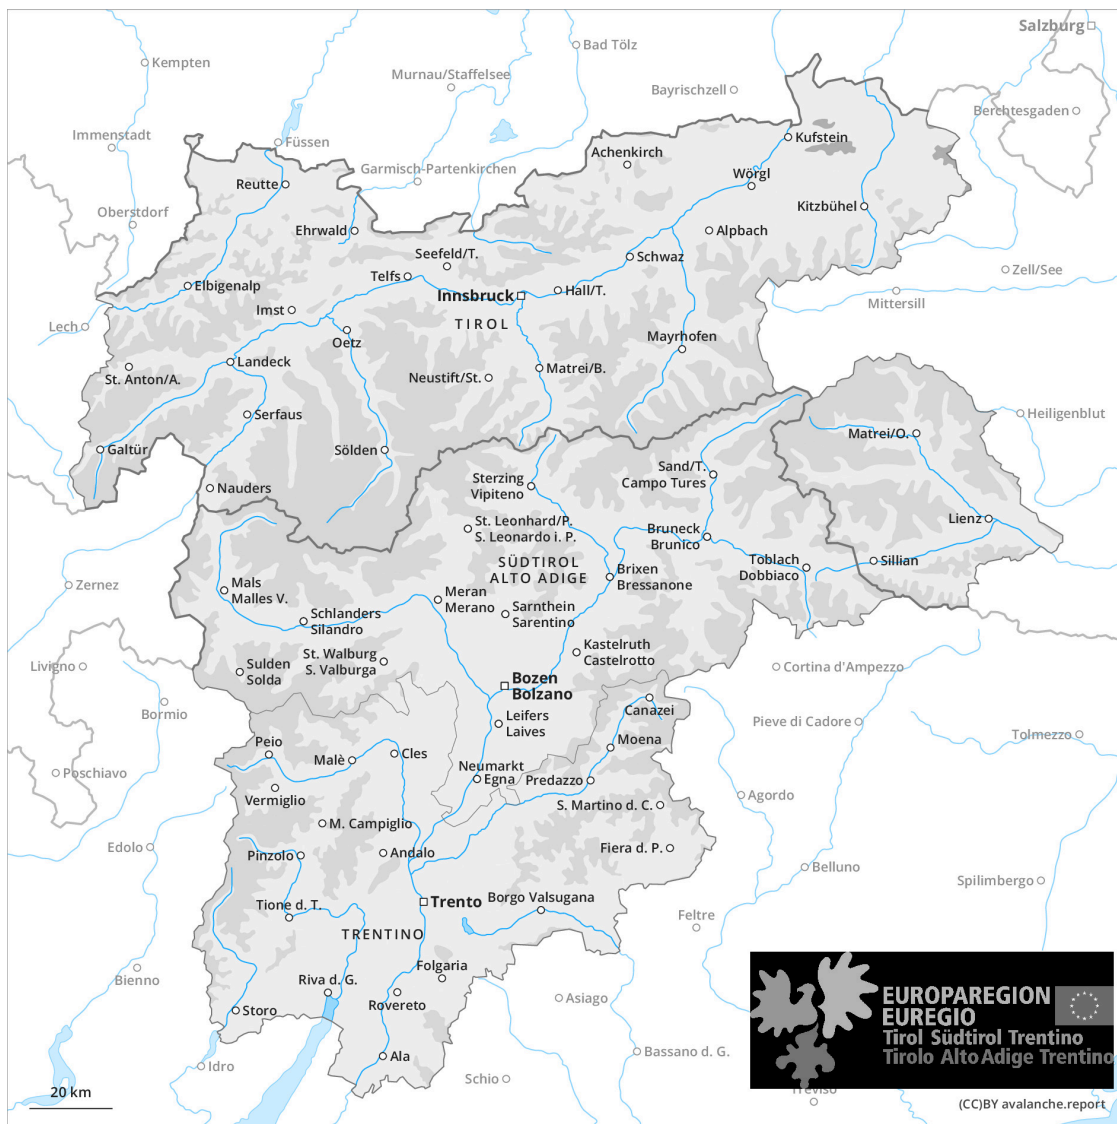 Salzburg
Bad Tölz
Kempten
Murnau/Staffelsee
Bayrischzell
Berchtesgaden
Immenstadt
Füssen
Kufstein
Achenkirch
Garmisch-Partenkirchen
Wörgl
Reutte
Kitzbühel
Oberstdorf
Ehrwald
Alpbach
Seefeld/T.
Schwaz
Telfs
Zell/See
Elbigenalp
Hall/T.
Innsbruck
Mittersill
Imst
TIROL
Lech
Oetz
Mayrhofen
Landeck
Matrei/B.
St. Anton/A.
Neustift/St.
Serfaus
Heiligenblut
Matrei/O.
Galtür
Sölden
Sand/T.
Campo Tures
Sterzing
Vipiteno
Nauders
Lienz
St. Leonhard/P.
S. Leonardo i. P.
Bruneck
Brunico
SÜDTIROL
ALTO ADIGE
Toblach
Dobbiaco
Sillian
Brixen
Bressanone
Zernez
Mals
Malles V.
Meran
Merano
Schlanders
Silandro
Sarnthein
Sarentino
Kastelruth
Castelrotto
St. Walburg
S. Valburga
Livigno
Sulden
Solda
Cortina d'Ampezzo
Bozen
Bolzano
Bormio
Canazei
Leifers
Laives
Pieve di Cadore
Tolmezzo
Moena
Peio
Malè
Cles
Poschiavo
Neumarkt
Egna
Predazzo
Vermiglio
Agordo
S. Martino d. C.
M. Campiglio
Edolo
Pinzolo
Andalo
Fiera d. P.
Belluno
Spilimbergo
Tione d. T.
Trento
Borgo Valsugana
Feltre
TRENTINO
Bienno
Folgaria
Riva d. G.
Rovereto
Storo
Asiago
EUROPAREGION
EUREGIO
Tirol Südtirol Trentino
Tirolo Alto Adige Trentino
Ala
Bassano d. G.
Idro
Schio
Treviso
20 km
(CC)BY avalanche.report